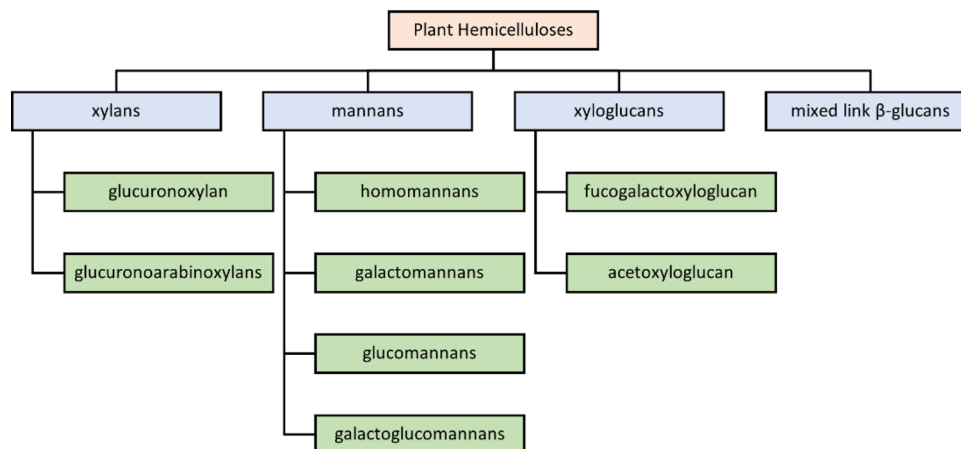 Plant Hemicelluloses
xylans
mannans
xyloglucans
mixed link β-glucans
glucuronoxylan
homomannans
fucogalactoxyloglucan
glucuronoarabinoxylans
galactomannans
acetoxyloglucan
glucomannans
galactoglucomannans